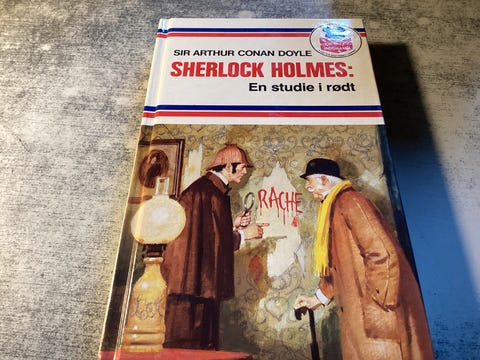 SIR ARTHUR CONAN DOYLE
SHERLOCK HOLMES:
En studie i rødt
RACHE